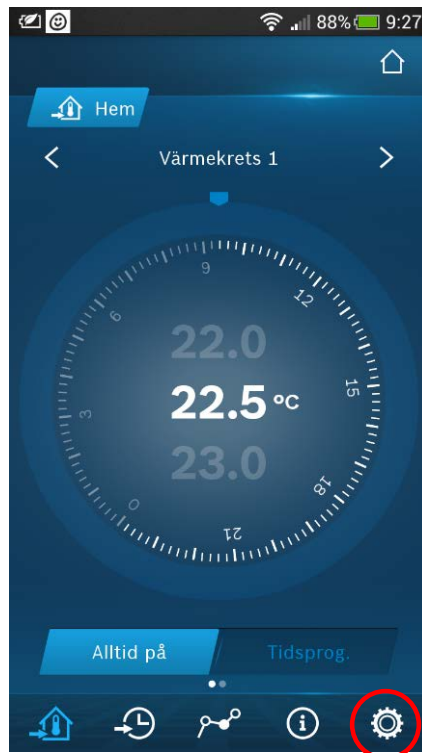 88% 9:27
Hem
Värmekrets 1
9
12
6
22.0
15
22.5 °C
3
23.0
18
0
21
Alltid på Tidsprog.